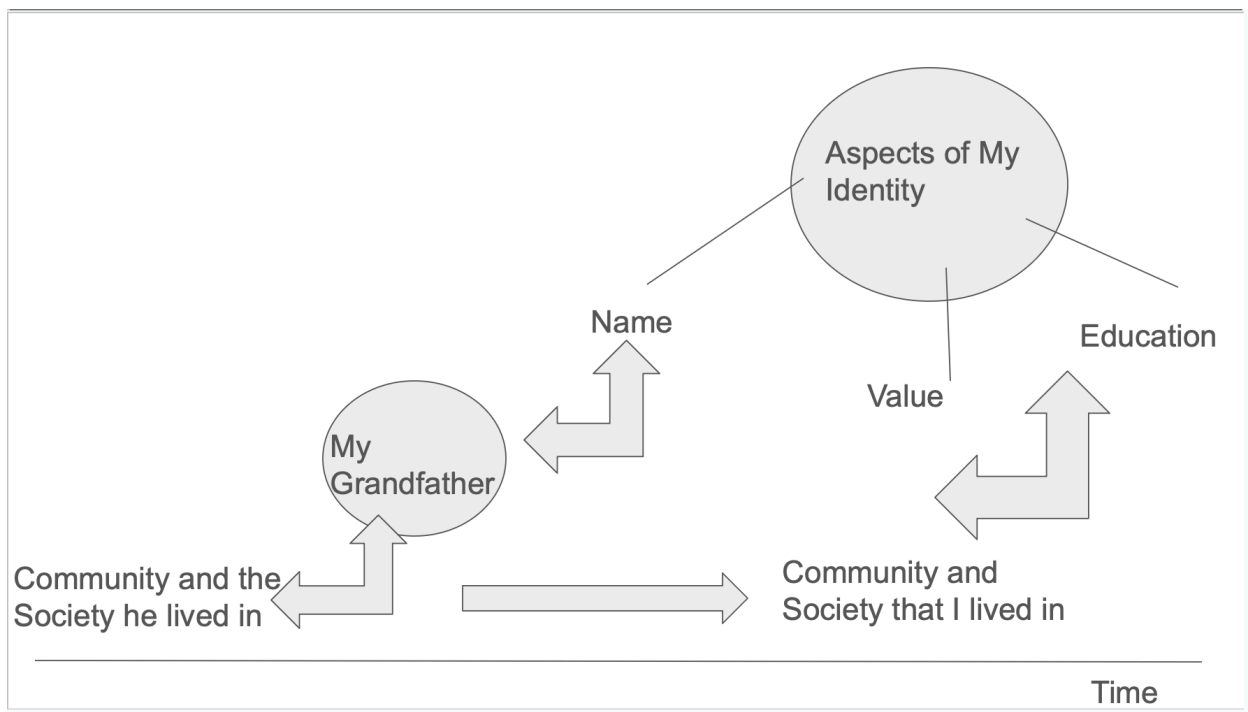 Aspects of My
Identity
Name
Education
Value
My
Grandfather
Community and the
Society he lived in
Community and
Society that I lived in
Time